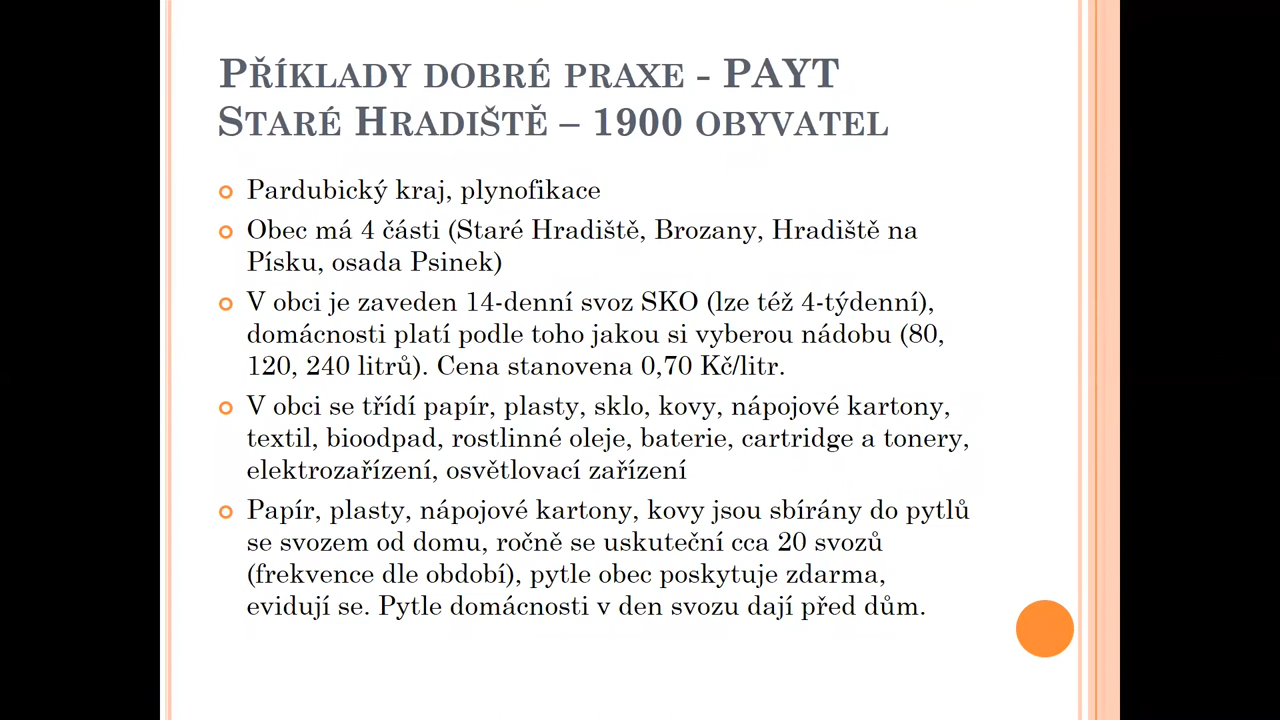 Příklady dobré praxe - PAYT
Staré Hradiště – 1900 obyvatel
Pardubický kraj, plynofikace
Obec má 4 části (Staré Hradiště, Brozany, Hradiště na
Písku, osada Psinek)
V obci je zaveden 14-denní svoz SKO (lze též 4-týdenní),
domácnosti platí podle toho jakou si vyberou nádobu (80,
120, 240 litrů). Cena stanovena 0,70 Kč/litr.
V obci se třídí papír, plasty, sklo, kovy, nápojové kartony,
textil, bioodpad, rostlinné oleje, baterie, cartridge a tonery,
elektrozařízení, osvětlovací zařízení
Papír, plasty, nápojové kartony, kovy jsou sbírány do pytlů
se svozem od domu, ročně se uskuteční cca 20 svozů
(frekvence dle období), pytle obec poskytuje zdarma,
evidují se. Pytle domácnosti v den svozu dají před dům.